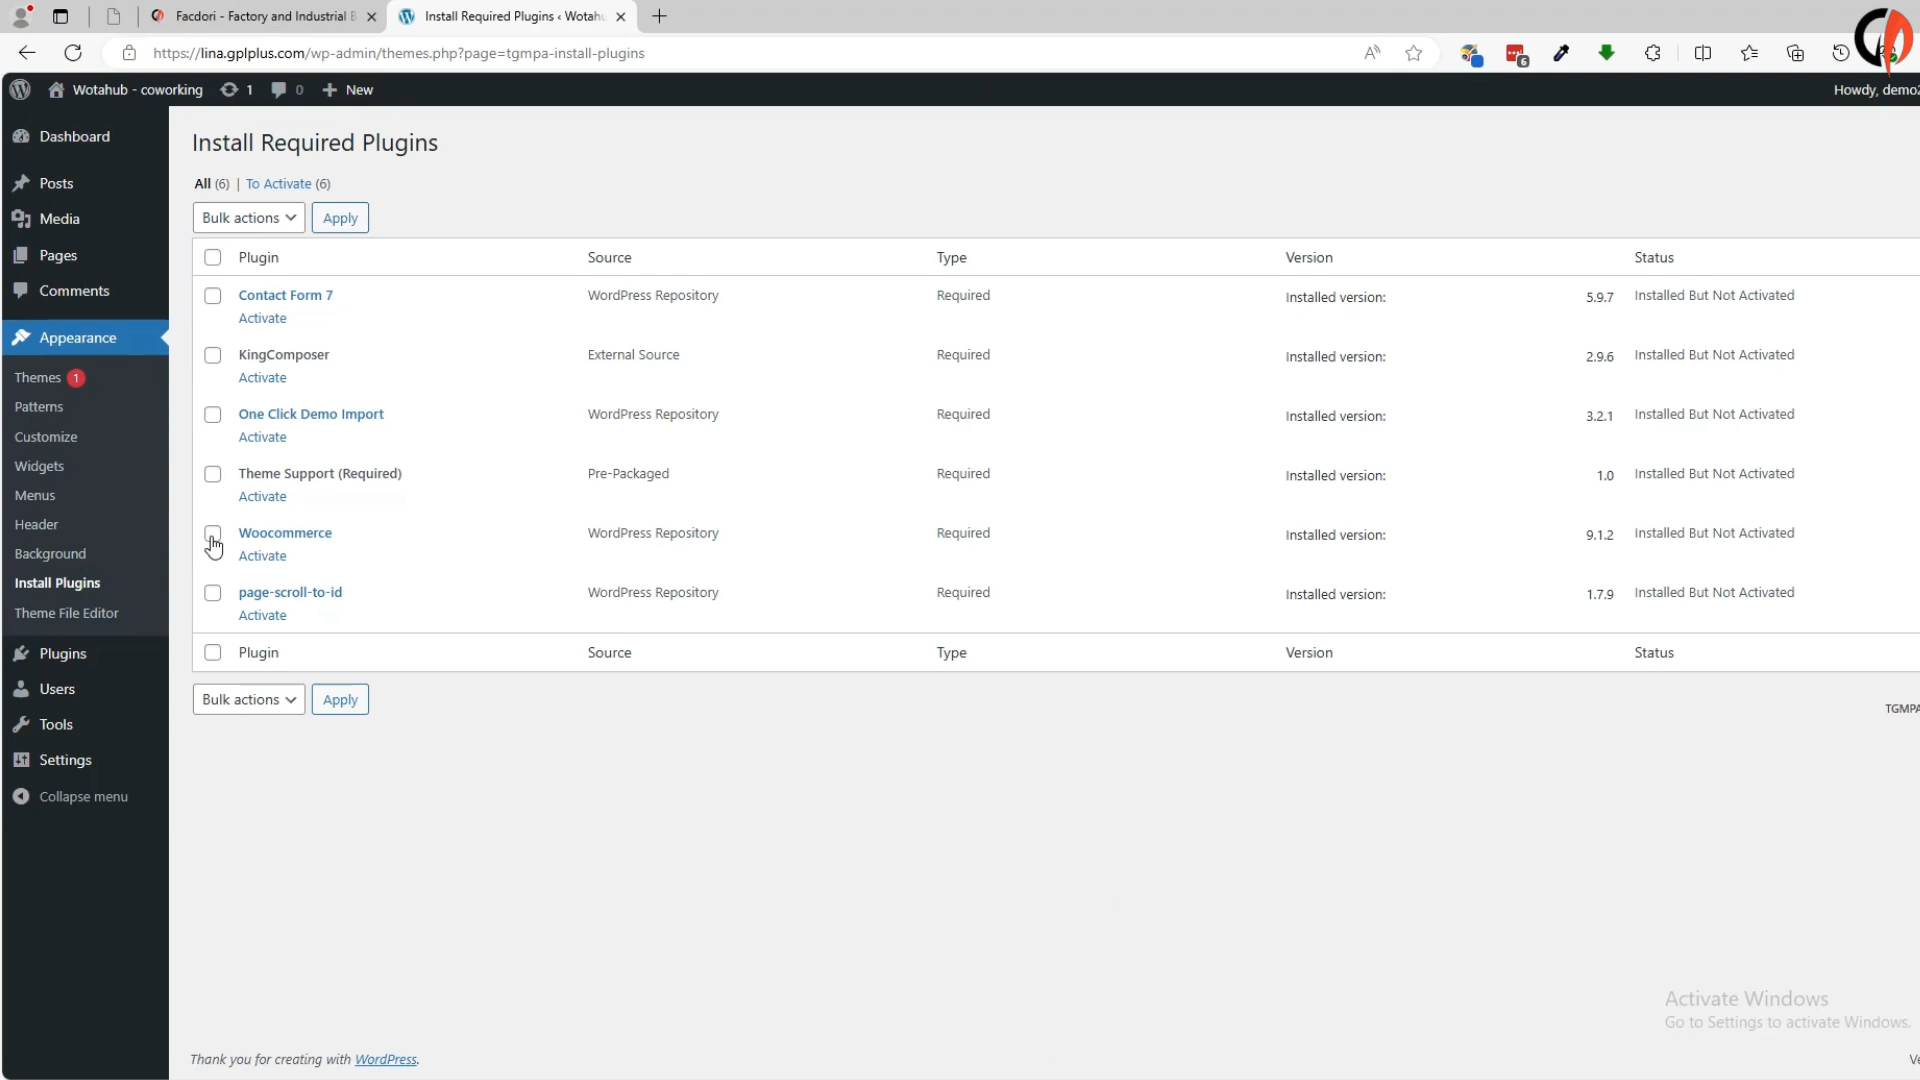 Facdori - Factory and Industrial B
Install Required Plugins ‹ Wotahu
https://lina.gplplus.com/wp-admin/themes.php?page=tgmpa-install-plugins
6
Wotahub - coworking
1
0
New
Howdy, demo2
Dashboard
Posts
Media
Pages
Comments
Appearance
Themes 1
Patterns
Customize
Widgets
Menus
Header
Background
Install Plugins
Theme File Editor
Plugins
Users
Tools
Settings
Collapse menu
Install Required Plugins
All (6) | To Activate (6)
Bulk actions Apply
Plugin Source Type Version Status
Contact Form 7 WordPress Repository Required Installed version: 5.9.7 Installed But Not Activated
Activate
KingComposer External Source Required Installed version: 2.9.6 Installed But Not Activated
Activate
One Click Demo Import WordPress Repository Required Installed version: 3.2.1 Installed But Not Activated
Activate
Theme Support (Required) Pre-Packaged Required Installed version: 1.0 Installed But Not Activated
Activate
Woocommerce WordPress Repository Required Installed version: 9.1.2 Installed But Not Activated
Activate
page-scroll-to-id WordPress Repository Required Installed version: 1.7.9 Installed But Not Activated
Activate
Plugin Source Type Version Status
Bulk actions Apply
TGMPA
Activate Windows
Go to Settings to activate Windows.
Thank you for creating with WordPress.
Ve